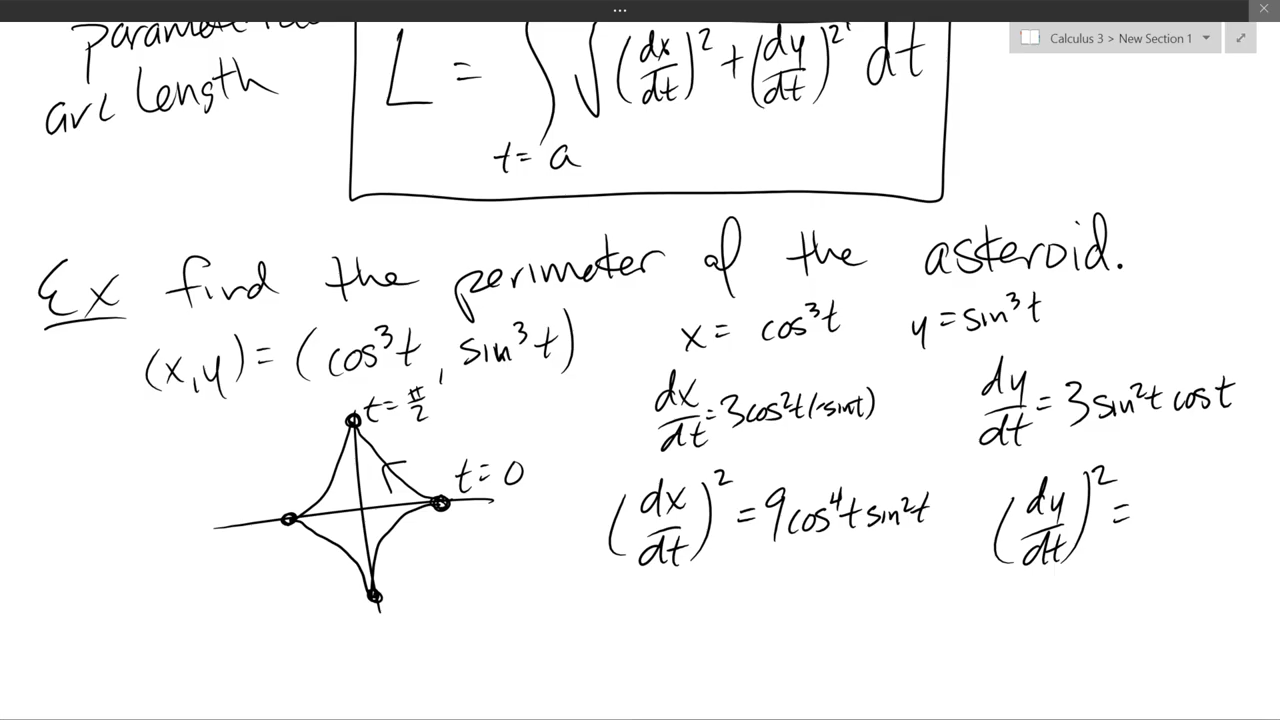 ...
Calculus 3 > New Section 1
arc length
L = ∫ √((dx/dt)² + (dy/dt)²) dt
t = a
Ex find the perimeter of the asteroid.
(x,y) = (cos³t, sin³t)
x = cos³t
y = sin³t
dx/dt = 3cos²t(-sint)
dy/dt = 3sin²t cost
t = π/2
t = 0
(dx/dt)² = 9cos⁴t sin²t
(dy/dt)² =